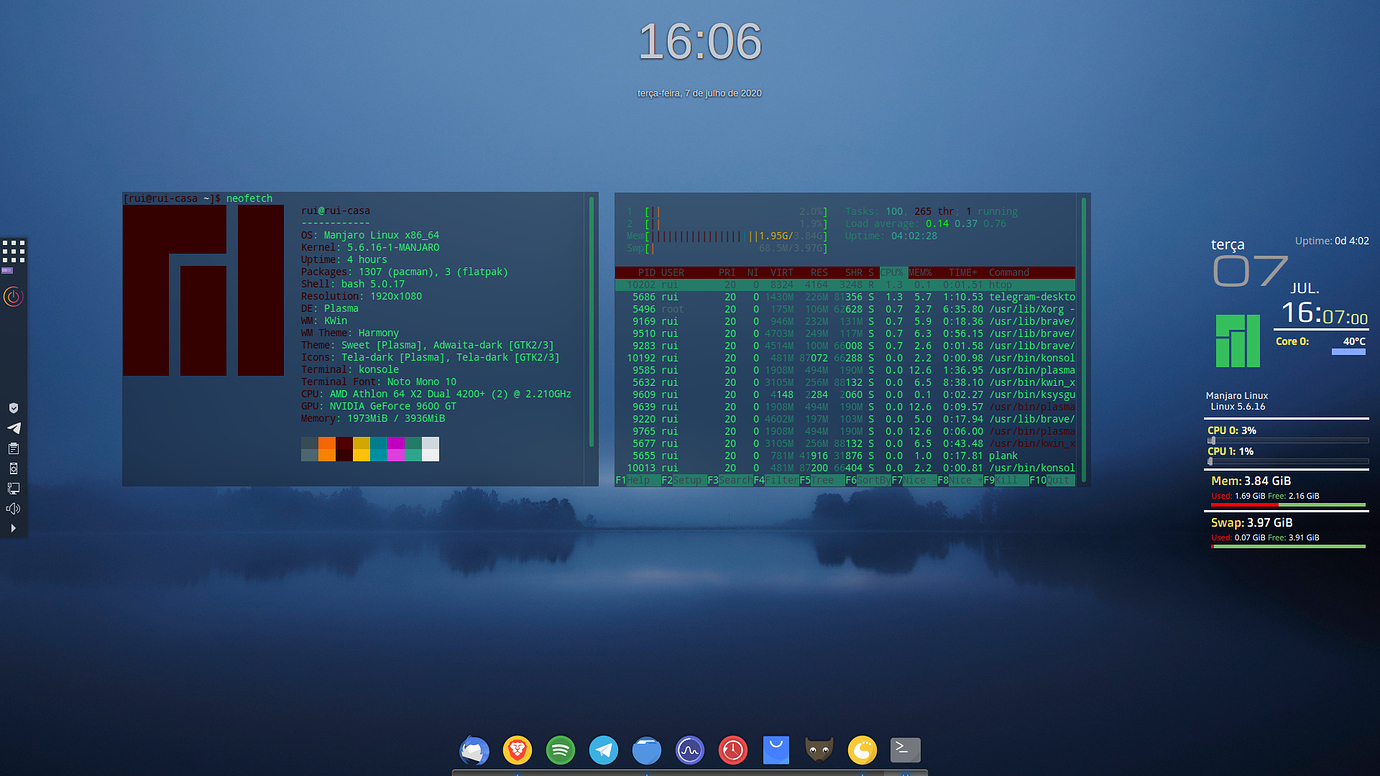 16:06
terça-feira, 7 de julho de 2020
[rui@rui-casa ~]$ neofetch
rui@rui-casa
------------
OS: Manjaro Linux x86_64
Kernel: 5.6.16-1-MANJARO
Uptime: 4 hours
Packages: 1307 (pacman), 3 (flatpak)
Shell: bash 5.0.17
Resolution: 1920x1080
DE: Plasma
WM: KWin
WM Theme: Harmony
Theme: Sweet [Plasma], Adwaita-dark [GTK2/3]
Icons: Tela-dark [Plasma], Tela-dark [GTK2/3]
Terminal: konsole
Terminal Font: Noto Mono 10
CPU: AMD Athlon 64 X2 Dual 4200+ (2) @ 2.210GHz
GPU: NVIDIA GeForce 9600 GT
Memory: 1973MiB / 3936MiB
1 [|| 2.0%] Tasks: 100, 265 thr; 1 running
2 [|| 1.9%] Load average: 0.14 0.37 0.76
Mem[||||||||||||||||||1.95G/3.84G] Uptime: 04:02:28
Swp[| 68.5M/3.97G]
PID USER PRI NI VIRT RES SHR S CPU% MEM% TIME+ Command
10202 rui 20 0 8324 4164 3248 R 1.3 0.1 0:01.51 htop
5686 rui 20 0 1430M 226M 81356 S 1.3 5.7 1:10.53 telegram-deskto
5496 root 20 0 175M 106M 62628 S 0.7 2.7 6:35.80 /usr/lib/Xorg -
9169 rui 20 0 946M 232M 131M S 0.7 5.9 0:18.36 /usr/lib/brave/
9510 rui 20 0 4703M 249M 117M S 0.7 6.3 0:56.15 /usr/lib/brave/
9283 rui 20 0 4514M 100M 66008 S 0.7 2.6 0:01.58 /usr/lib/brave/
10192 rui 20 0 481M 87072 66288 S 0.0 2.2 0:00.98 /usr/bin/konsol
9585 rui 20 0 1908M 494M 190M S 0.0 12.6 1:36.95 /usr/bin/plasma
5632 rui 20 0 3105M 256M 88132 S 0.0 6.5 8:38.10 /usr/bin/kwin_x
9609 rui 20 0 4148 2284 2060 S 0.0 0.1 0:02.27 /usr/bin/ksysgu
9639 rui 20 0 1908M 494M 190M S 0.0 12.6 0:09.57 /usr/bin/plasma
9220 rui 20 0 4602M 197M 103M S 0.0 5.0 0:17.94 /usr/lib/brave/
9765 rui 20 0 1908M 494M 190M S 0.0 12.6 0:06.00 /usr/bin/plasma
5677 rui 20 0 3105M 256M 88132 S 0.0 6.5 0:43.48 /usr/bin/kwin_x
5655 rui 20 0 781M 41916 31876 S 0.0 1.0 0:17.81 plank
10013 rui 20 0 481M 87200 66404 S 0.0 2.2 0:00.81 /usr/bin/konsol
F1Help F2Setup F3SearchF4FilterF5Tree F6SortByF7Nice -F8Nice +F9Kill F10Quit
terça
Uptime: 0d 4:02
07
JUL.
16:07:00
Core 0: 40°C
Manjaro Linux
Linux 5.6.16
CPU 0: 3%
CPU 1: 1%
Mem: 3.84 GiB
Used: 1.69 GiB Free: 2.16 GiB
Swap: 3.97 GiB
Used: 0.07 GiB Free: 3.91 GiB